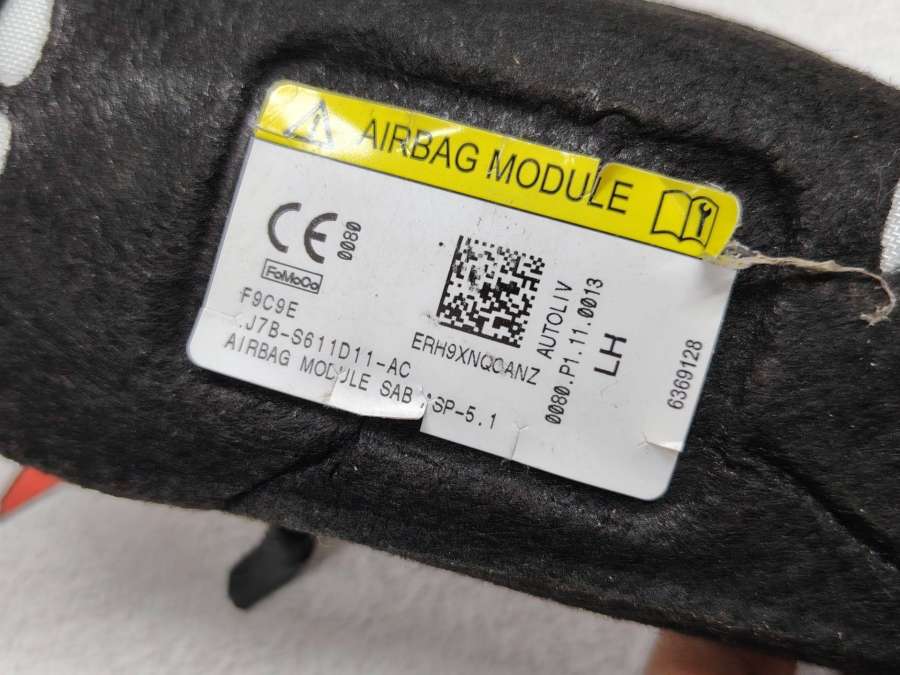 AIRBAG MODULE
CE 0080
FoMoCo
F9C9E
J7B-S611D11-AC
AIRBAG MODULE SAB SP-5.1
AUTOLIV
0080.P1.11.0013
LH
6369128